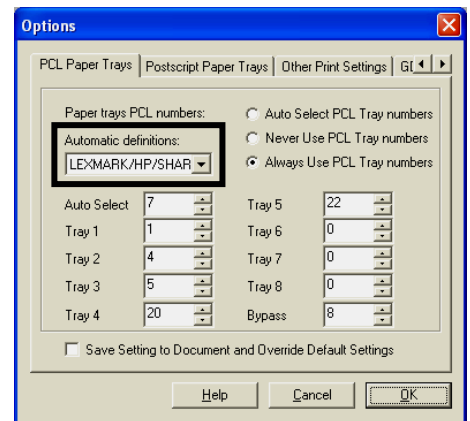 Options
PCL Paper Trays Postscript Paper Trays Other Print Settings
Paper trays PCL numbers:
Automatic definitions:
LEXMARK/HP/SHAR
Auto Select PCL Tray numbers
Never Use PCL Tray numbers
Always Use PCL Tray numbers
Auto Select 7 Tray 5 22
Tray 1 1 Tray 6 0
Tray 2 4 Tray 7 0
Tray 3 5 Tray 8 0
Tray 4 20 Bypass 8
Save Setting to Document and Override Default Settings
Help Cancel OK